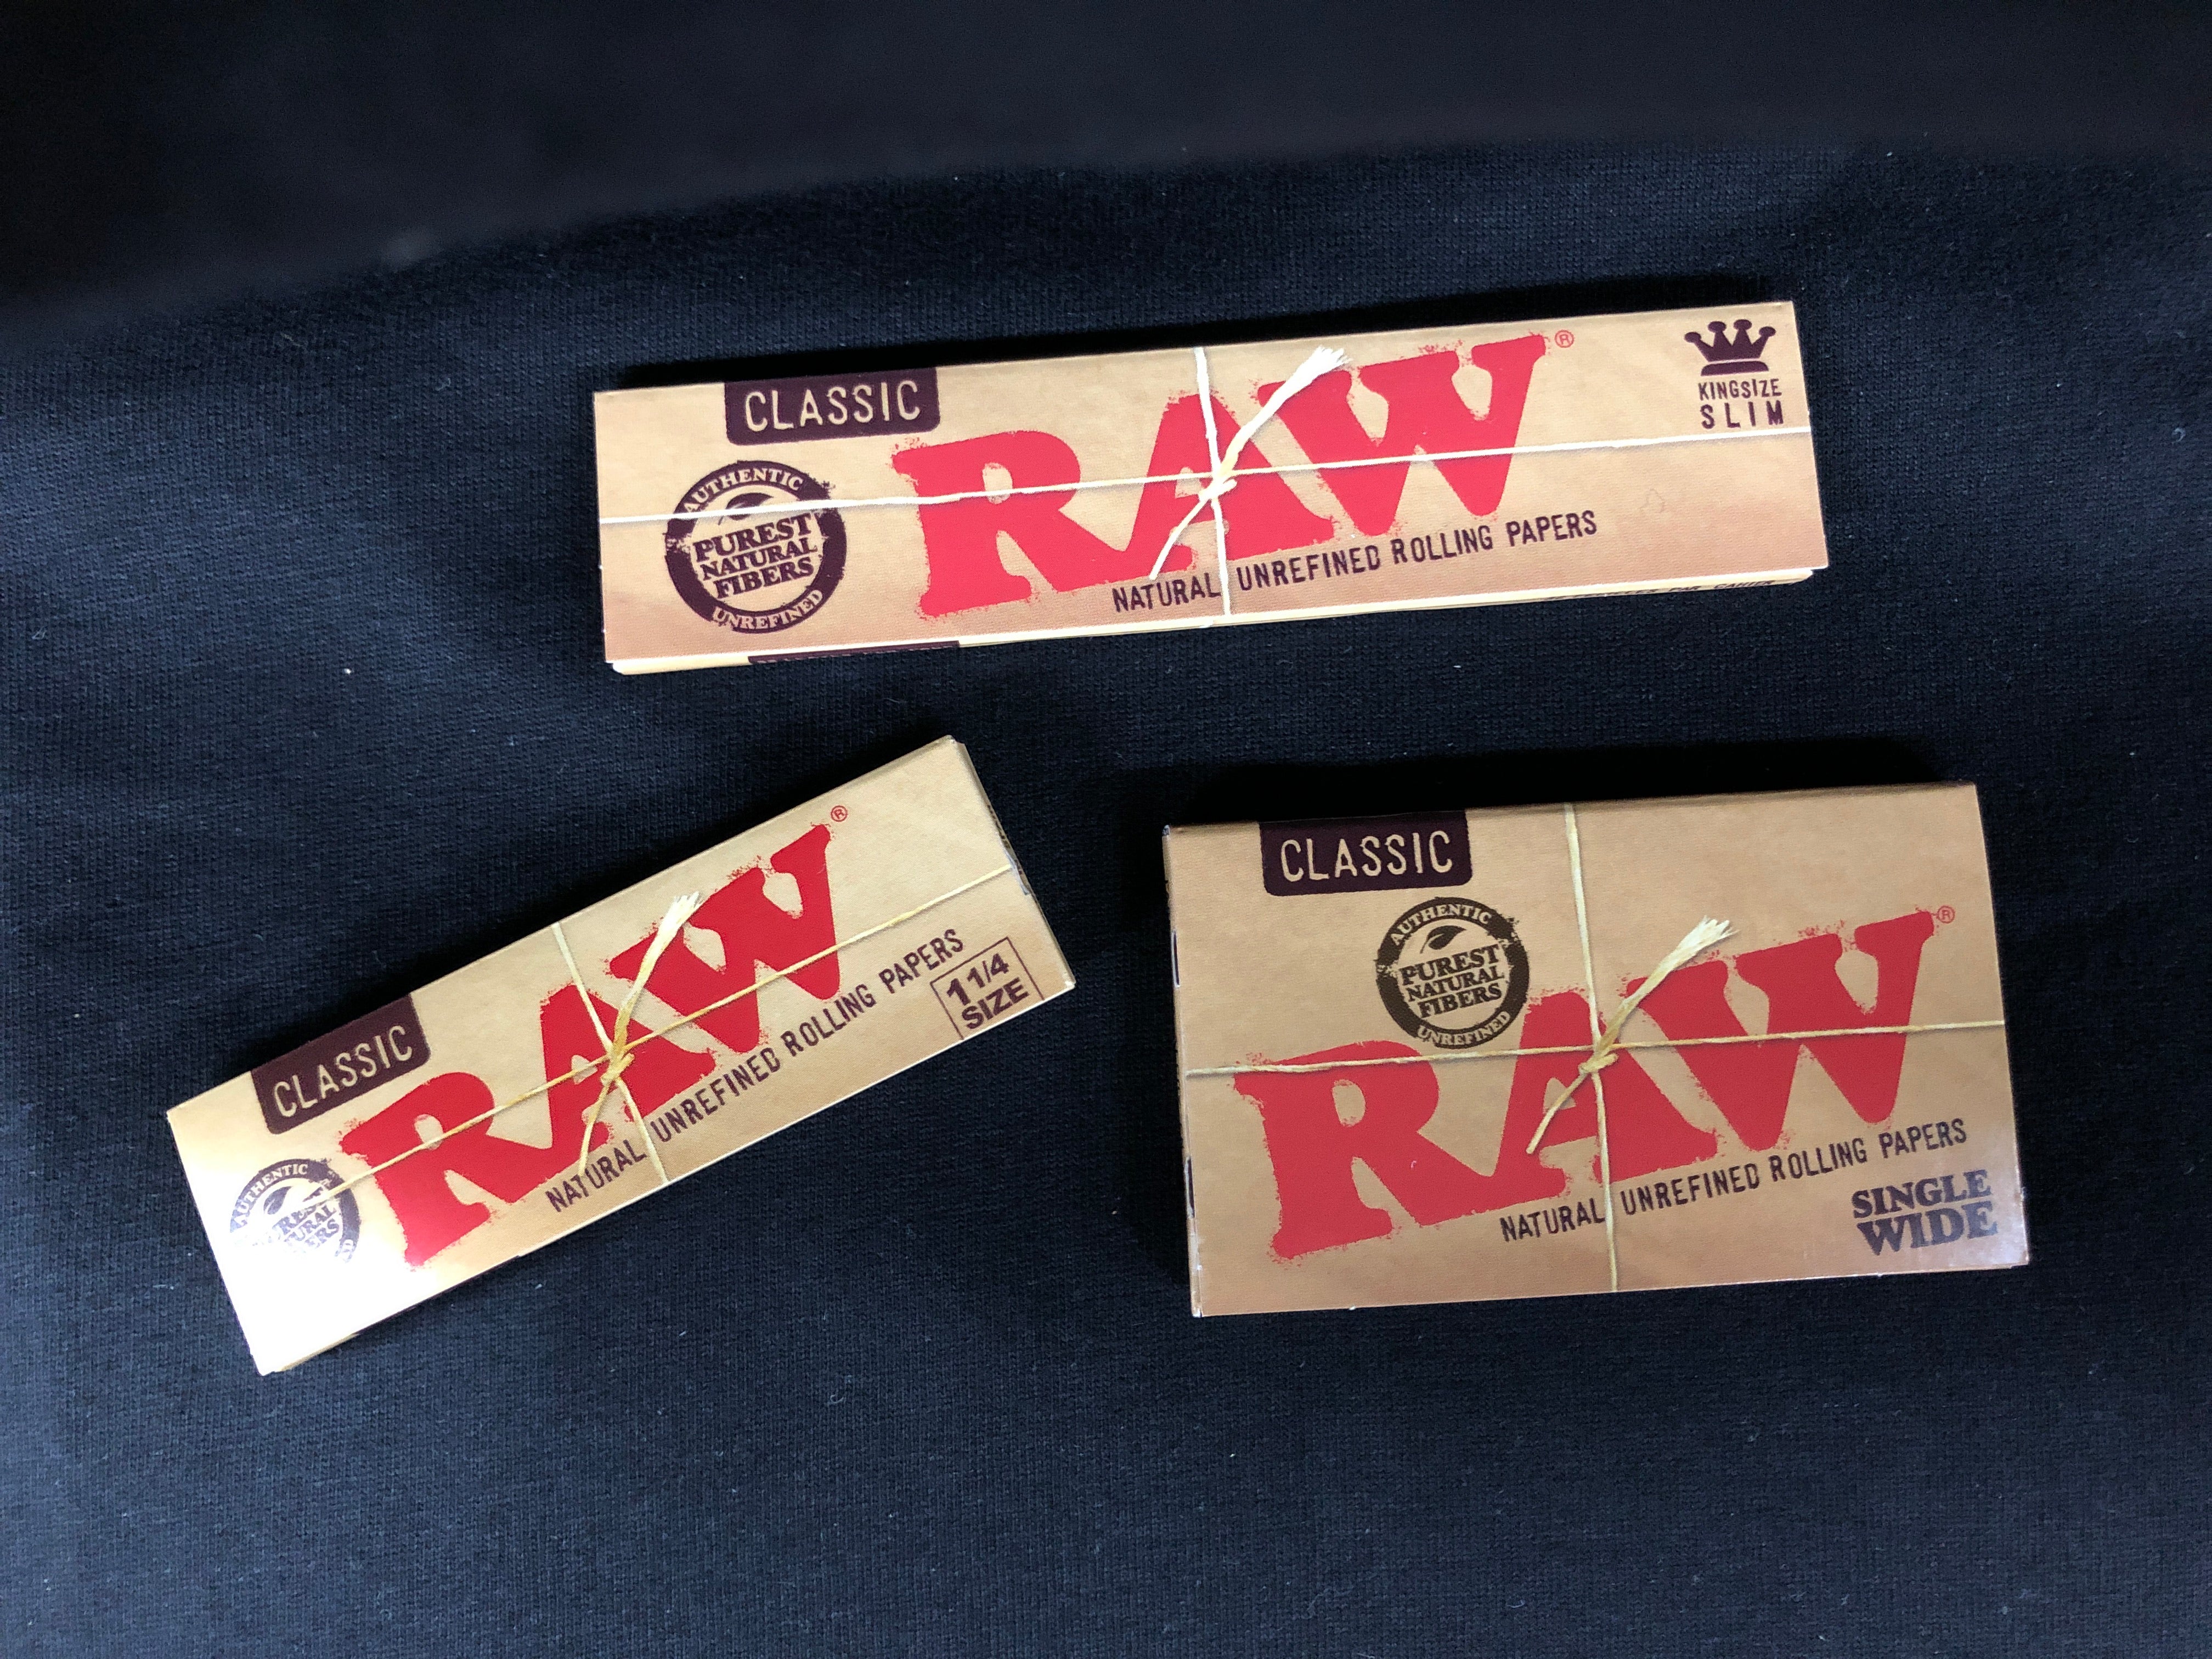 CLASSIC
RAW®
KINGSIZE
SLIM
AUTHENTIC
PUREST
NATURAL
FIBERS
UNREFINED
NATURAL UNREFINED ROLLING PAPERS
CLASSIC
RAW®
AUTHENTIC
NATURAL UNREFINED ROLLING PAPERS
1 1/4
SIZE
CLASSIC
AUTHENTIC
PUREST
NATURAL
FIBERS
UNREFINED
RAW®
NATURAL UNREFINED ROLLING PAPERS
SINGLE
WIDE